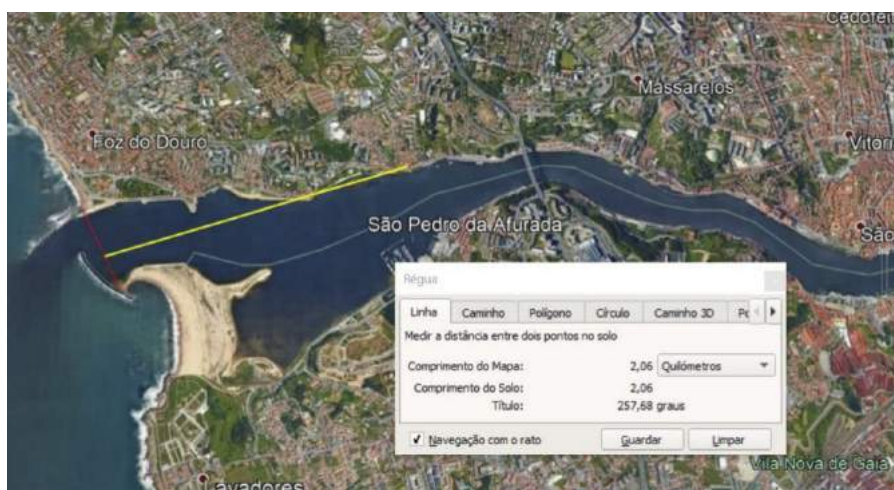 Cedofeit
Massarelos
Foz do Douro
Vitori
São Pedro da Afurada
São
Régua
Linha Caminho Polígono Círculo Caminho 3D Po
Medir a distância entre dois pontos no solo
Comprimento do Mapa: 2,06 Quilómetros
Comprimento do Solo: 2,06
Título: 257,68 graus
Navegação com o rato Guardar Limpar
Vila Nova de Gaia
Lavadores